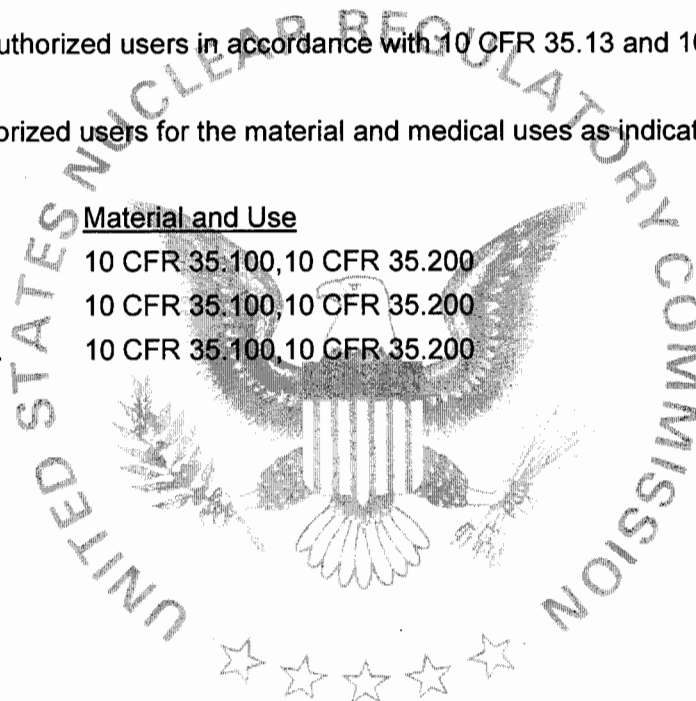 uthorized users in accordance with 10 CFR 35.13 and 10
orized users for the material and medical uses as indicat
Material and Use
10 CFR 35.100,10 CFR 35.200
10 CFR 35.100,10 CFR 35.200
10 CFR 35.100,10 CFR 35.200
UNITED STATES NUCLEAR REGULATORY COMMISSION